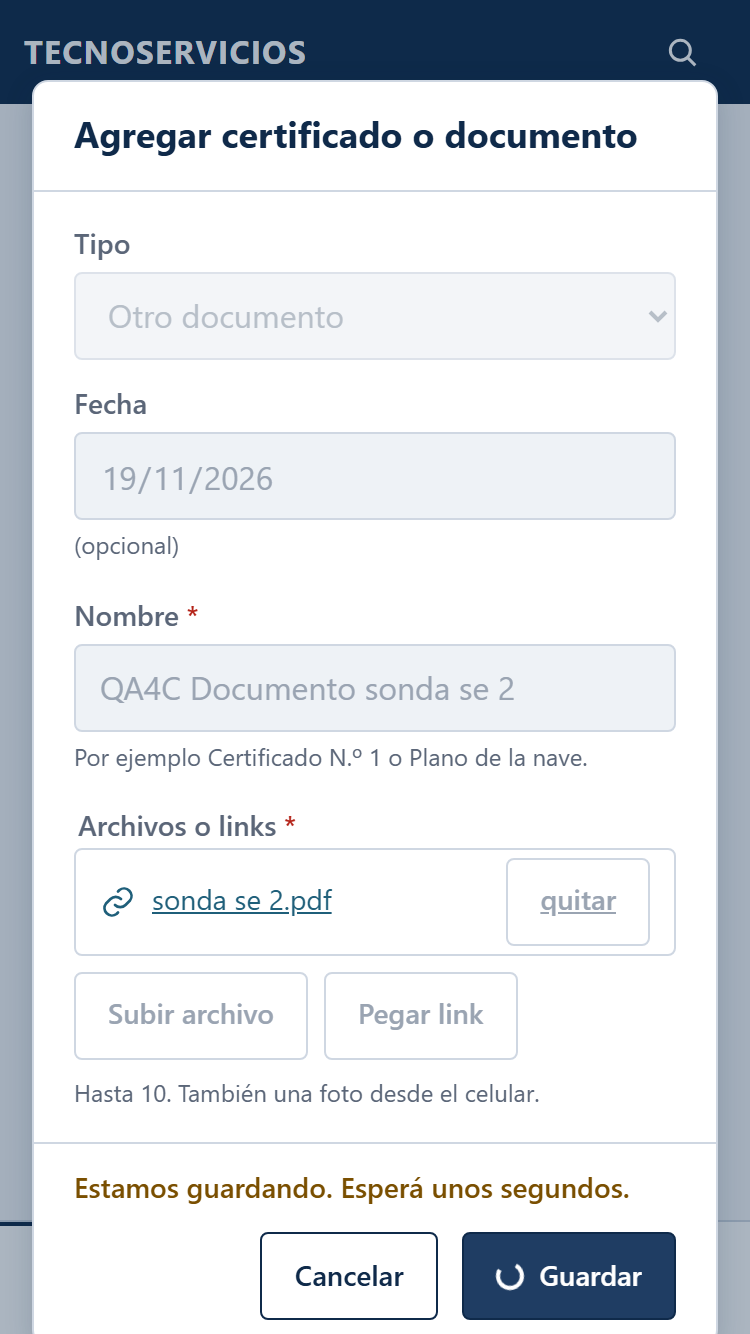 TECNOSERVICIOS
Agregar certificado o documento
Tipo
Otro documento
Fecha
19/11/2026
(opcional)
Nombre *
QA4C Documento sonda se 2
Por ejemplo Certificado N.º 1 o Plano de la nave.
Archivos o links *
sonda se 2.pdf quitar
Subir archivo Pegar link
Hasta 10. También una foto desde el celular.
Estamos guardando. Esperá unos segundos.
Cancelar Guardar